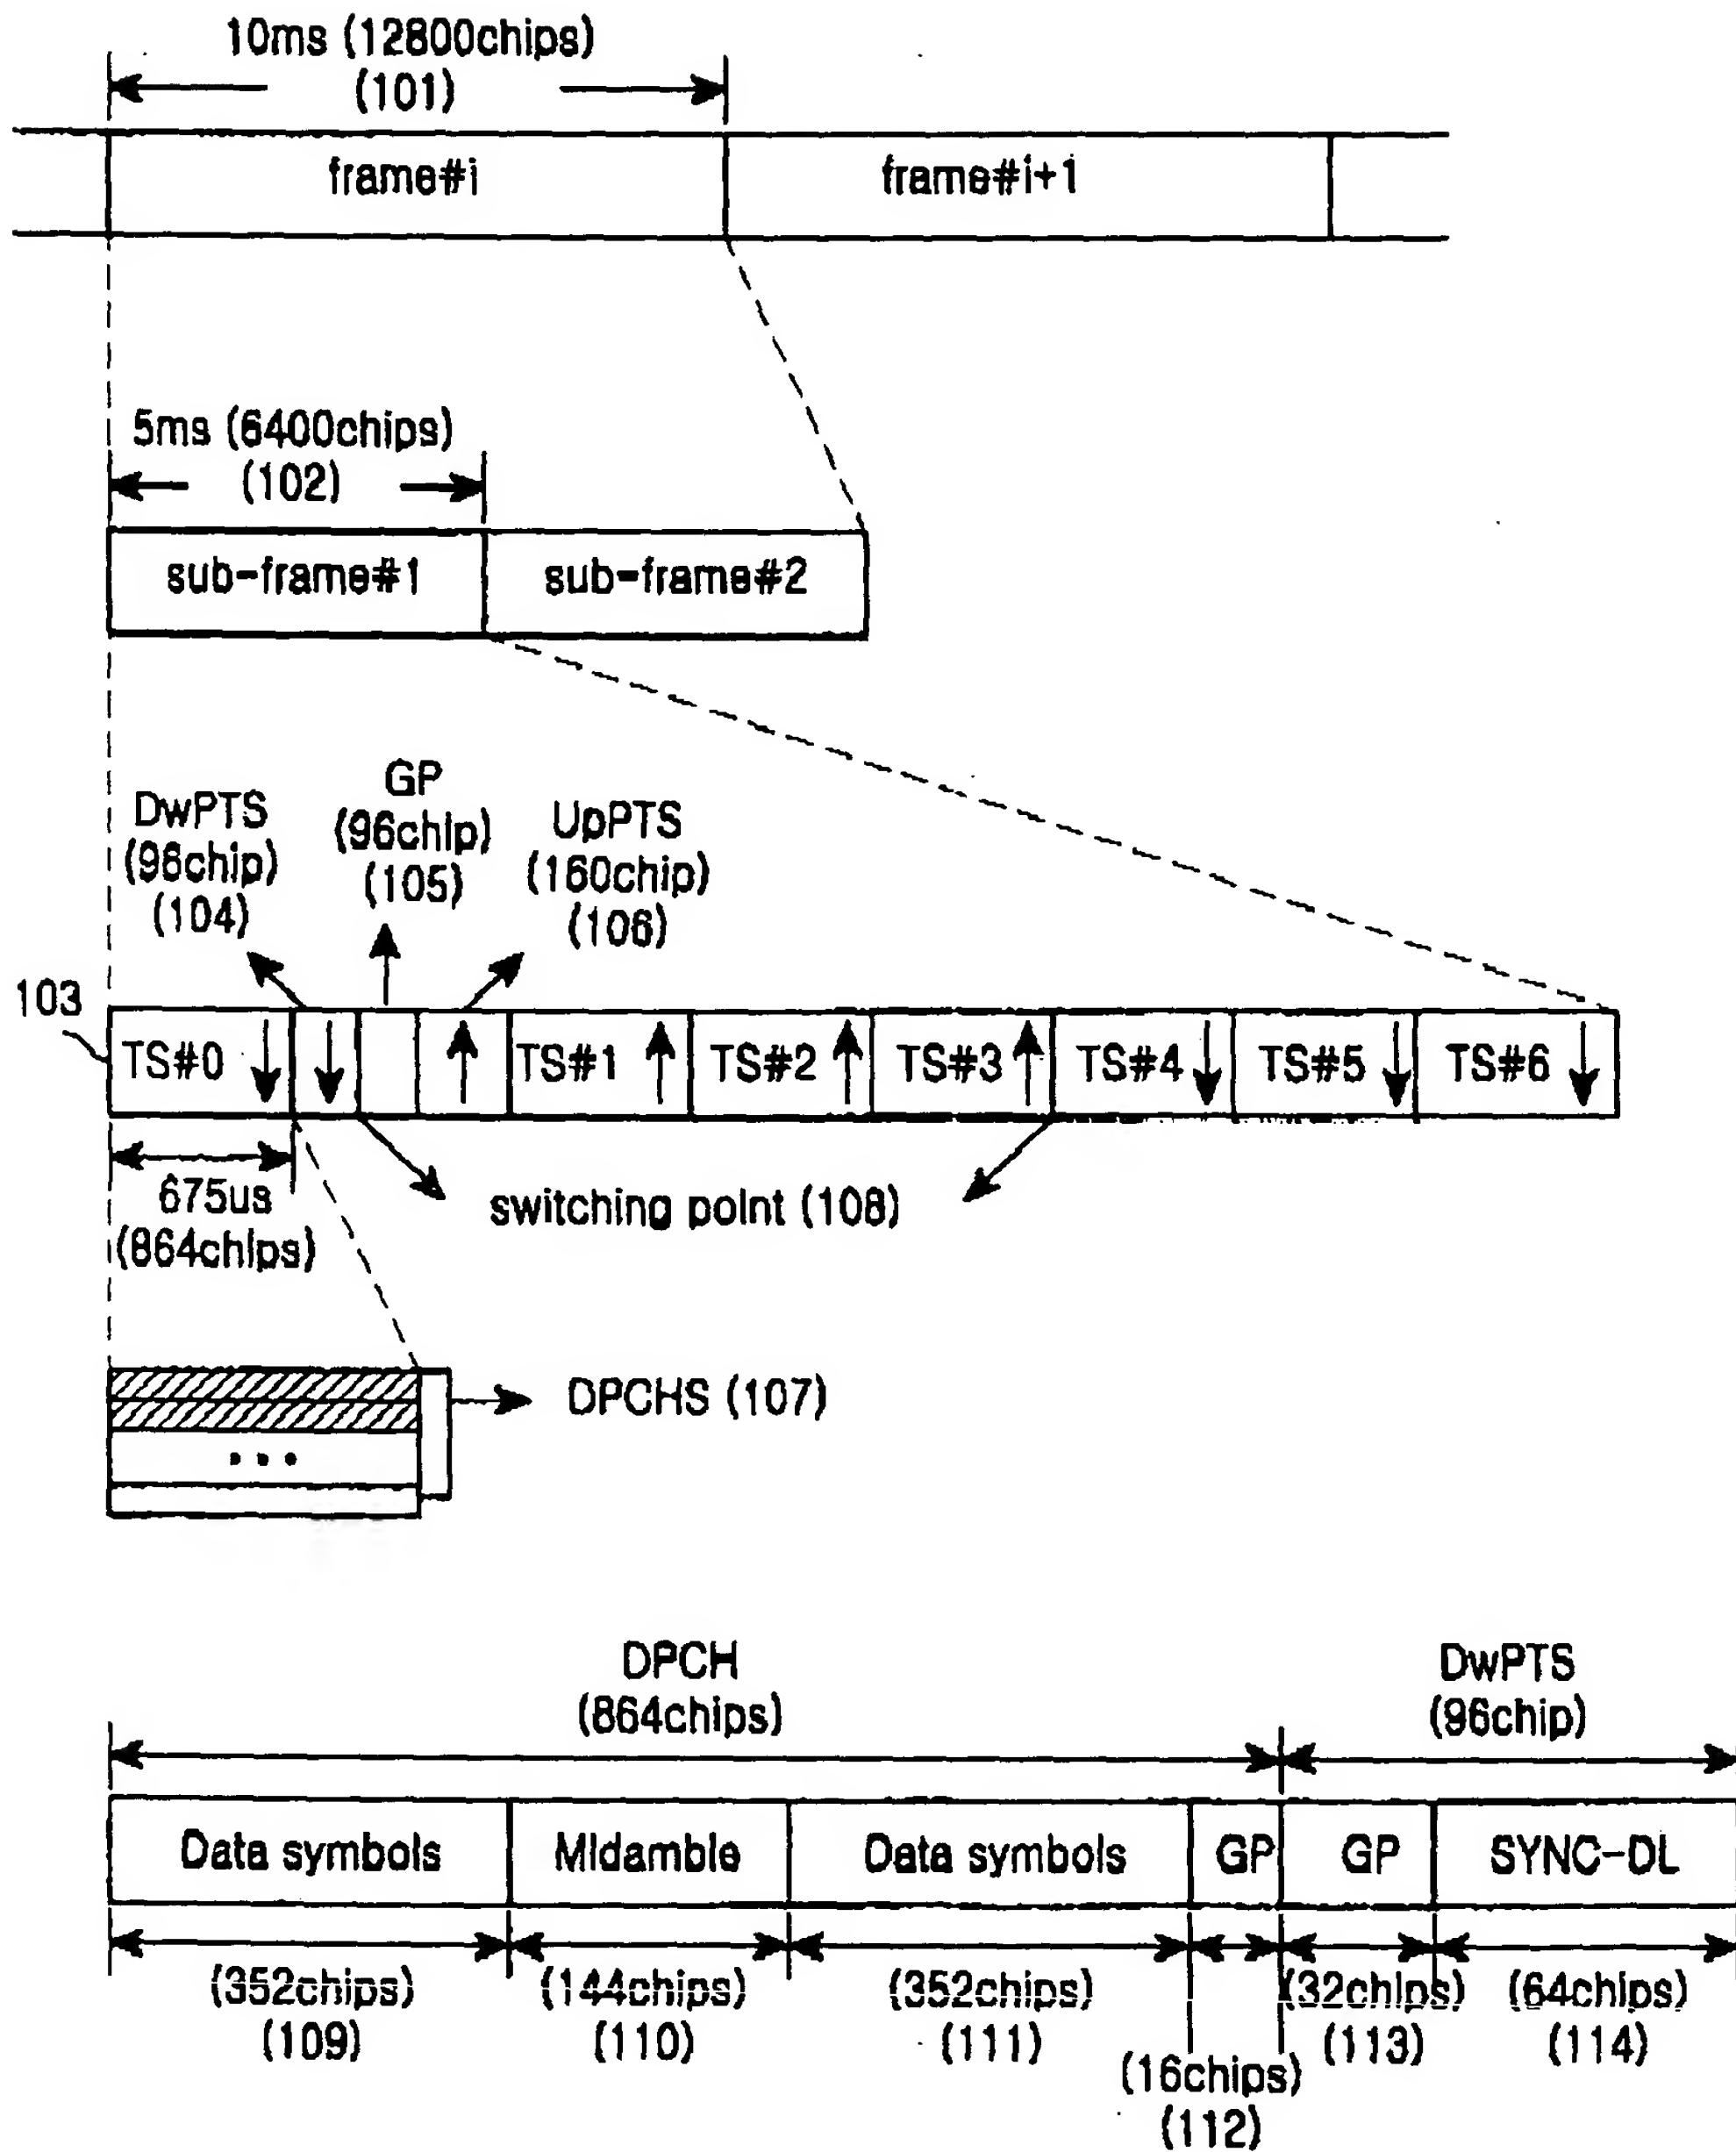 10ms (12800chips)
(101)
frame#i
frame#i+1
5ms (6400chips)
(102)
sub-frame#1
sub-frame#2
DwPTS
(96chip)
(104)
GP
(96chip)
(105)
UpPTS
(160chip)
(106)
103
TS#0
TS#1
TS#2
TS#3
TS#4
TS#5
TS#6
675us
(864chips)
switching point (108)
DPCHS (107)
...
DPCH
(864chips)
DwPTS
(96chip)
Data symbols
Midamble
Data symbols
GP
GP
SYNC-DL
(352chips)
(109)
(144chips)
(110)
(352chips)
(111)
(16chips)
(112)
(32chips)
(113)
(64chips)
(114)